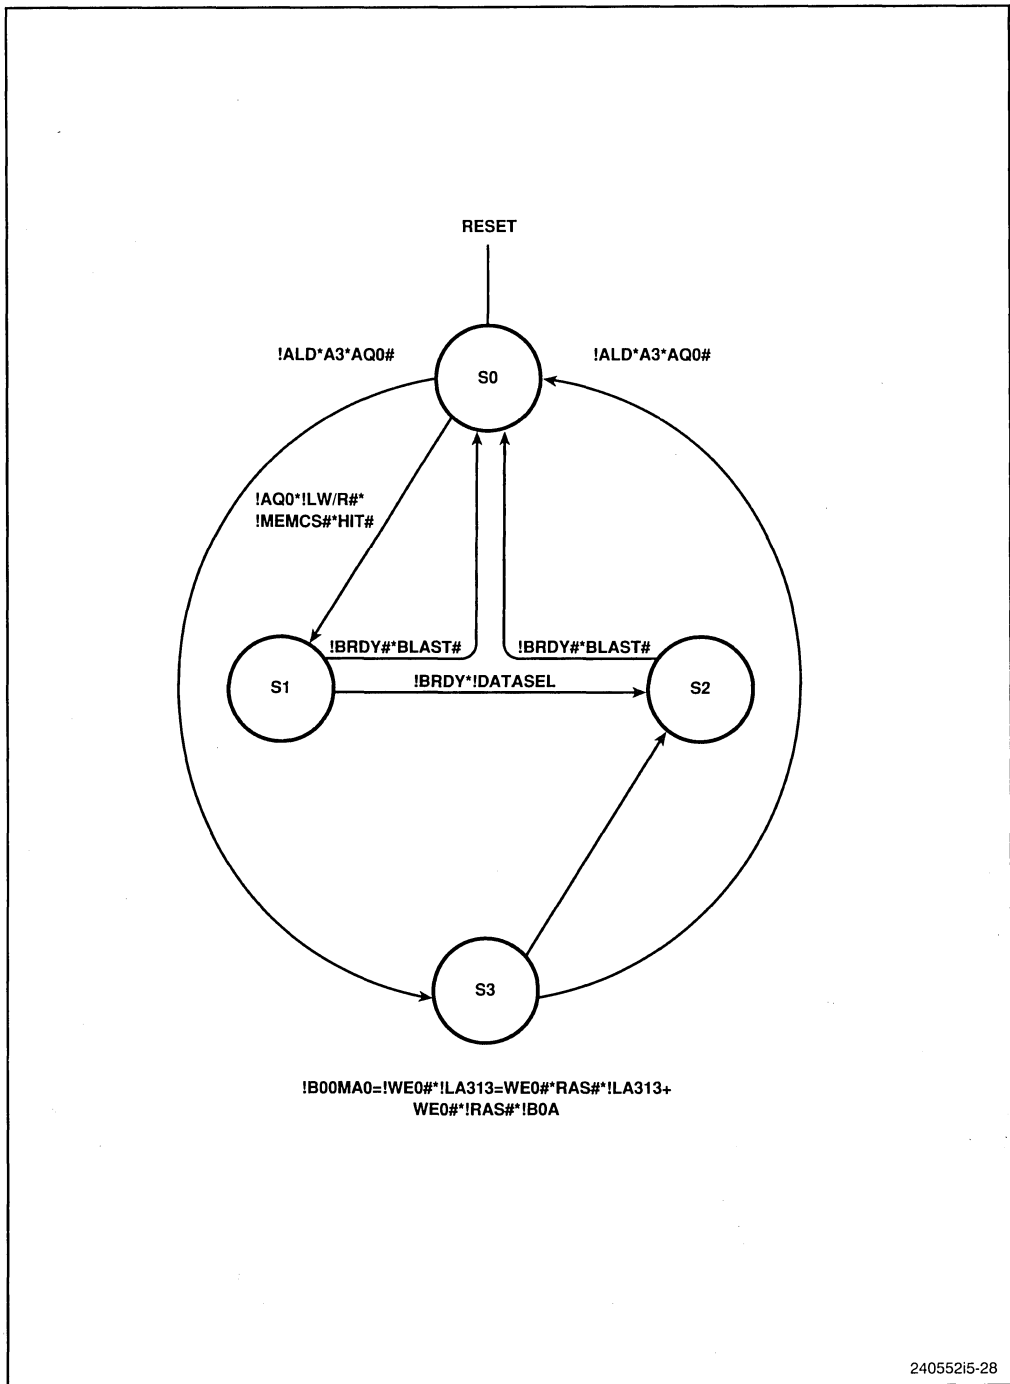 RESET
!ALD*A3*AQ0#
!ALD*A3*AQ0#
S0
!AQ0*!LW/R#*
!MEMCS#*HIT#
!BRDY#*BLAST#
!BRDY#*BLAST#
S1
!BRDY*!DATASEL
S2
S3
!B00MA0=!WE0#*!LA313=WE0#*RAS#*!LA313+
WE0#*!RAS#*!B0A
240552i5-28